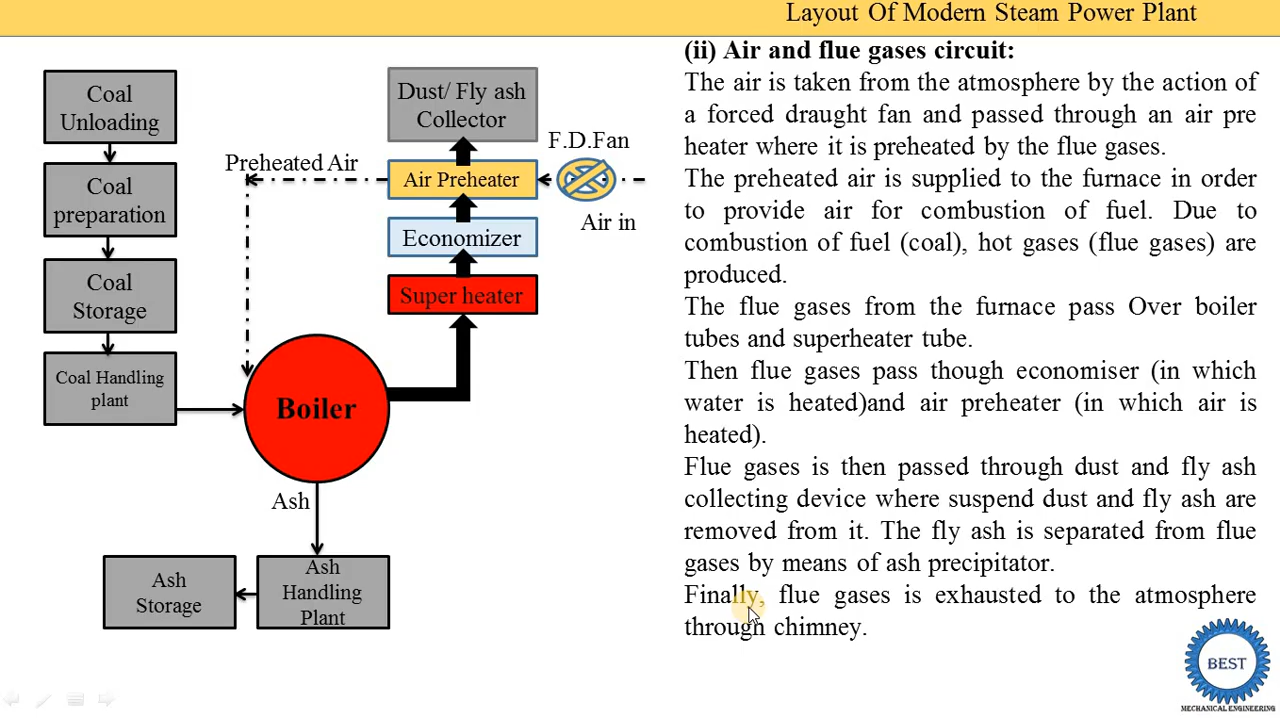 Layout Of Modern Steam Power Plant
Coal
Unloading
Coal
preparation
Coal
Storage
Coal Handling
plant
Dust/ Fly ash
Collector
F.D.Fan
Preheated Air
Air Preheater
Air in
Economizer
Super heater
Boiler
Ash
Ash
Storage
Ash
Handling
Plant
(ii) Air and flue gases circuit:
The air is taken from the atmosphere by the action of
a forced draught fan and passed through an air pre
heater where it is preheated by the flue gases.
The preheated air is supplied to the furnace in order
to provide air for combustion of fuel. Due to
combustion of fuel (coal), hot gases (flue gases) are
produced.
The flue gases from the furnace pass Over boiler
tubes and superheater tube.
Then flue gases pass though economiser (in which
water is heated)and air preheater (in which air is
heated).
Flue gases is then passed through dust and fly ash
collecting device where suspend dust and fly ash are
removed from it. The fly ash is separated from flue
gases by means of ash precipitator.
Finally, flue gases is exhausted to the atmosphere
through chimney.
BEST
MECHANICAL ENGINEERING